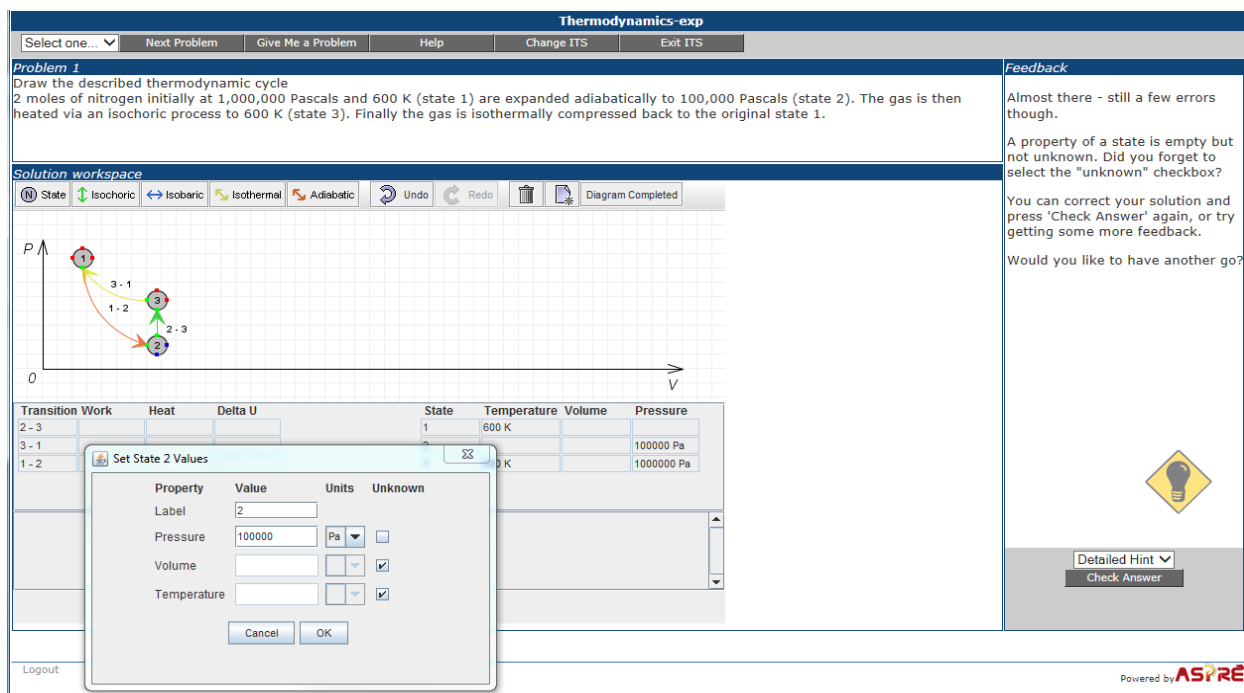 Thermodynamics-exp
Select one... Next Problem Give Me a Problem Help Change ITS Exit ITS
Problem 1
Draw the described thermodynamic cycle
2 moles of nitrogen initially at 1,000,000 Pascals and 600 K (state 1) are expanded adiabatically to 100,000 Pascals (state 2). The gas is then
heated via an isochoric process to 600 K (state 3). Finally the gas is isothermally compressed back to the original state 1.
Feedback
Almost there - still a few errors
though.
A property of a state is empty but
not unknown. Did you forget to
select the "unknown" checkbox?
You can correct your solution and
press 'Check Answer' again, or try
getting some more feedback.
Would you like to have another go?
Solution workspace
N State Isochoric Isobaric Isothermal Adiabatic Undo Redo Diagram Completed
P
1
3 - 1
3
1 - 2
2 - 3
2
0
V
Transition Work Heat Delta U State Temperature Volume Pressure
2 - 3 1 600 K
3 - 1 100000 Pa
1 - 2 K 1000000 Pa
Set State 2 Values
Property Value Units Unknown
Label 2
Pressure 100000 Pa
Volume
Temperature
Cancel OK
Detailed Hint
Check Answer
Logout
Powered by ASPIRE